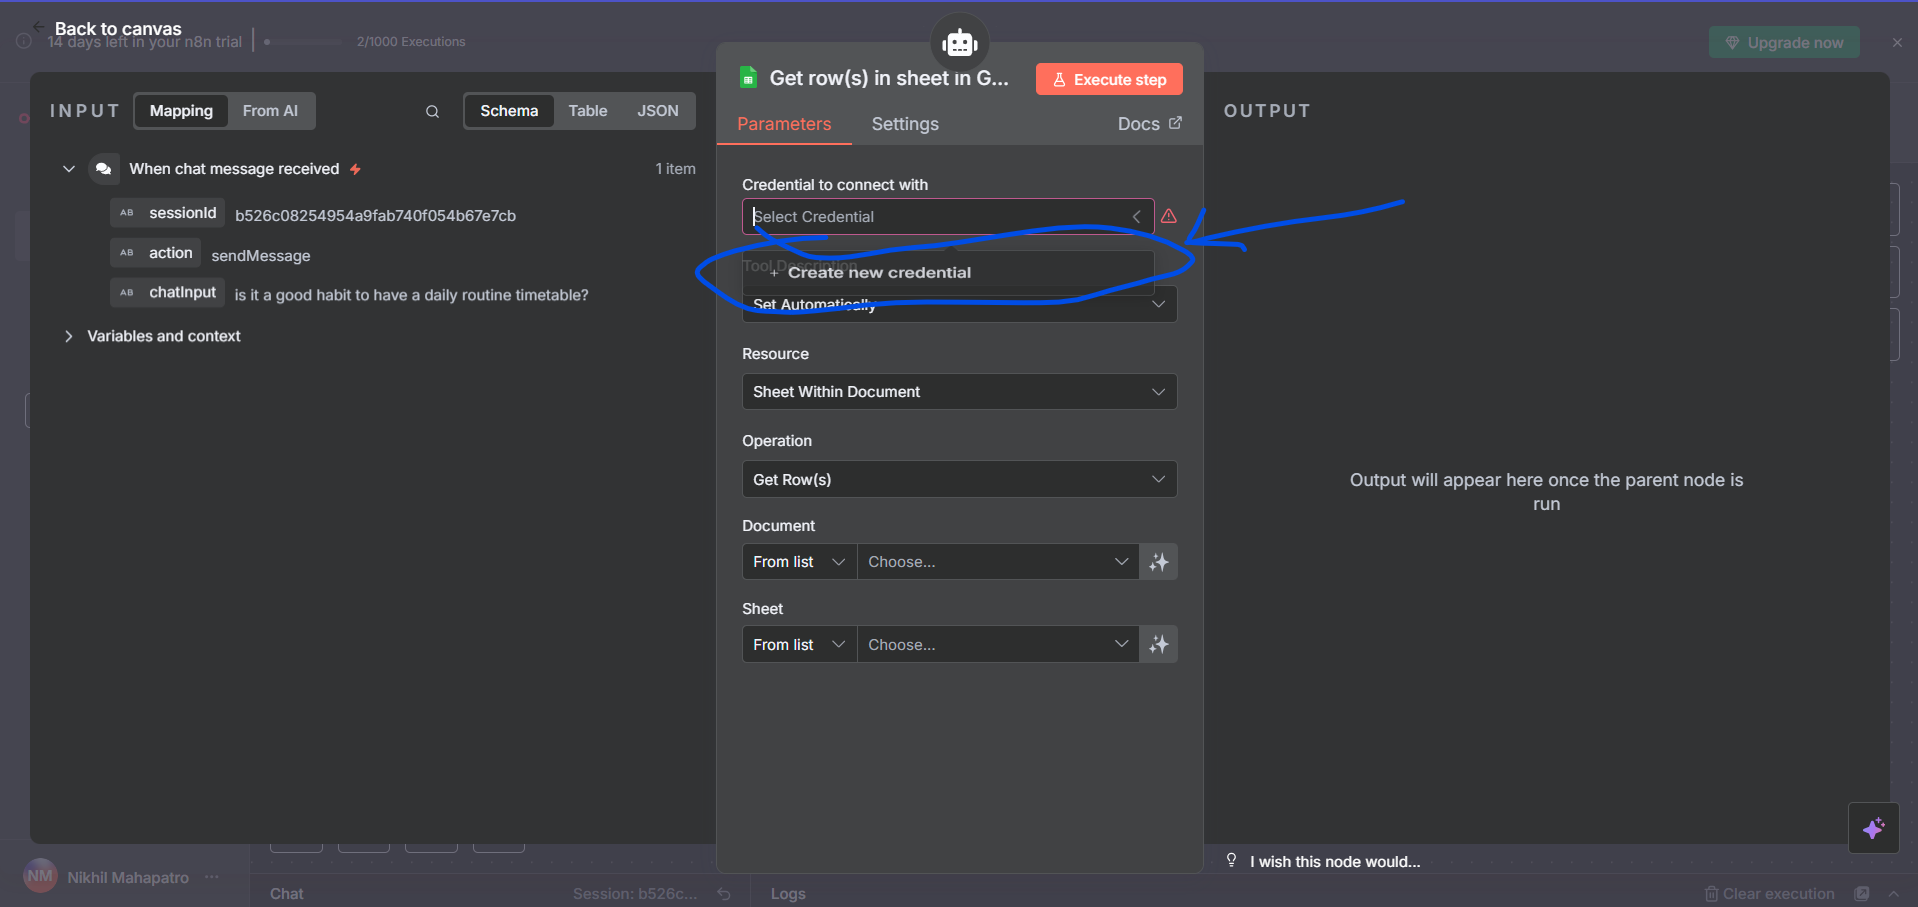 Back to canvas
14 days left in your n8n trial
2/1000 Executions
Upgrade now
INPUT
Mapping
From AI
Schema
Table
JSON
When chat message received
1 item
AB sessionId b526c08254954a9fab740f054b67e7cb
AB action sendMessage
AB chatInput is it a good habit to have a daily routine timetable?
Variables and context
Get row(s) in sheet in G...
Execute step
Parameters
Settings
Docs
Credential to connect with
Select Credential
Tool Description
+ Create new credential
Set Automatically
Resource
Sheet Within Document
Operation
Get Row(s)
Document
From list
Choose...
Sheet
From list
Choose...
OUTPUT
Output will appear here once the parent node is
run
I wish this node would...
NM Nikhil Mahapatro ...
Chat
Session: b526c...
Logs
Clear execution